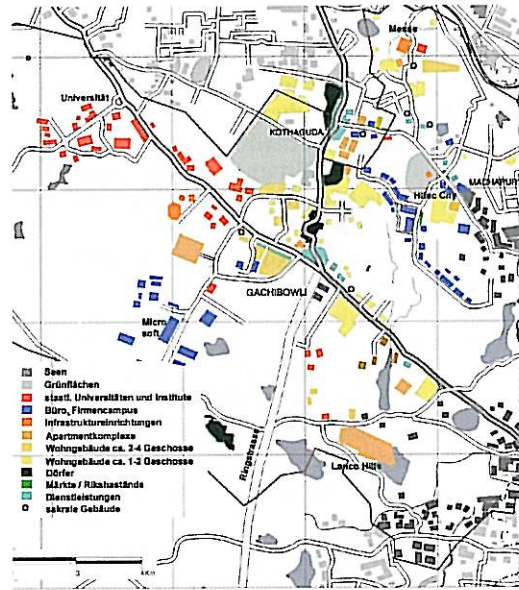 Messe
Universität
KOTHAGUDA
Hitec City
MADHAPUR
GACHIBOWLI
Micro
soft
Ringstrasse
Lanco Hills
Seen
Grünflächen
staatl. Universitäten und Institute
Büro, Firmencampus
Infrastruktureinrichtungen
Apartmentkomplexe
Wohngebäude ca. 2-4 Geschosse
Wohngebäude ca. 1-2 Geschosse
Dörfer
Märkte / Rikshastände
Dienstleistungen
sakrale Gebäude